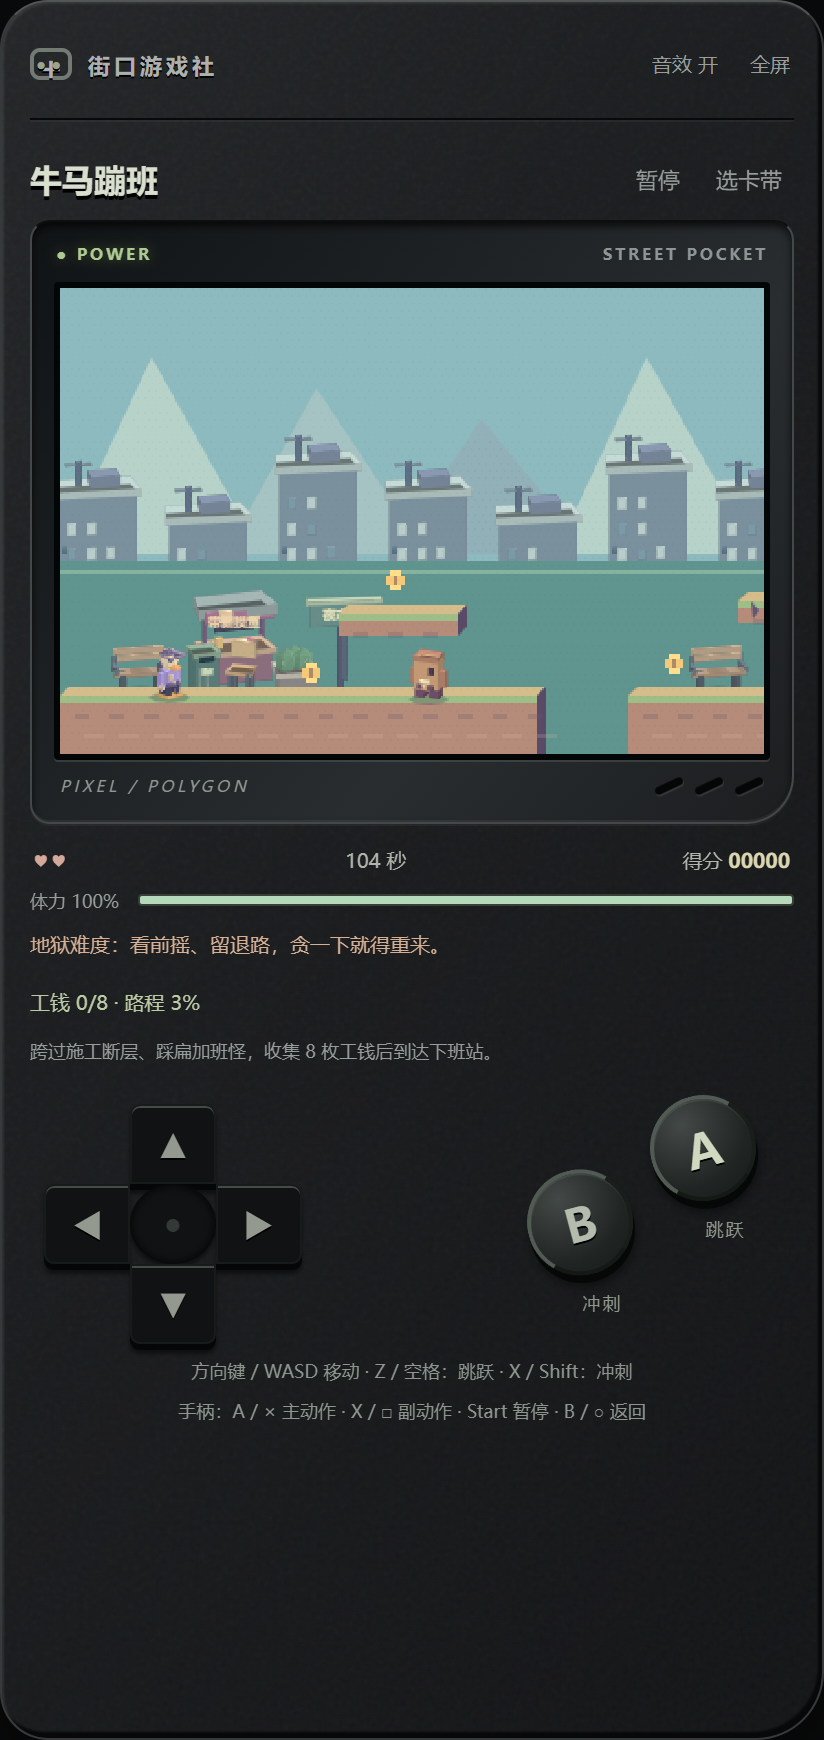 街口游戏社
音效 开 全屏
牛马蹦班
暂停 选卡带
POWER STREET POCKET
PIXEL / POLYGON
104 秒 得分 00000
体力 100%
地狱难度：看前摇、留退路，贪一下就得重来。
工钱 0/8 · 路程 3%
跨过施工断层、踩扁加班怪，收集 8 枚工钱后到达下班站。
A
B
跳跃
冲刺
方向键 / WASD 移动 · Z / 空格：跳跃 · X / Shift：冲刺
手柄：A / × 主动作 · X / □ 副动作 · Start 暂停 · B / ○ 返回